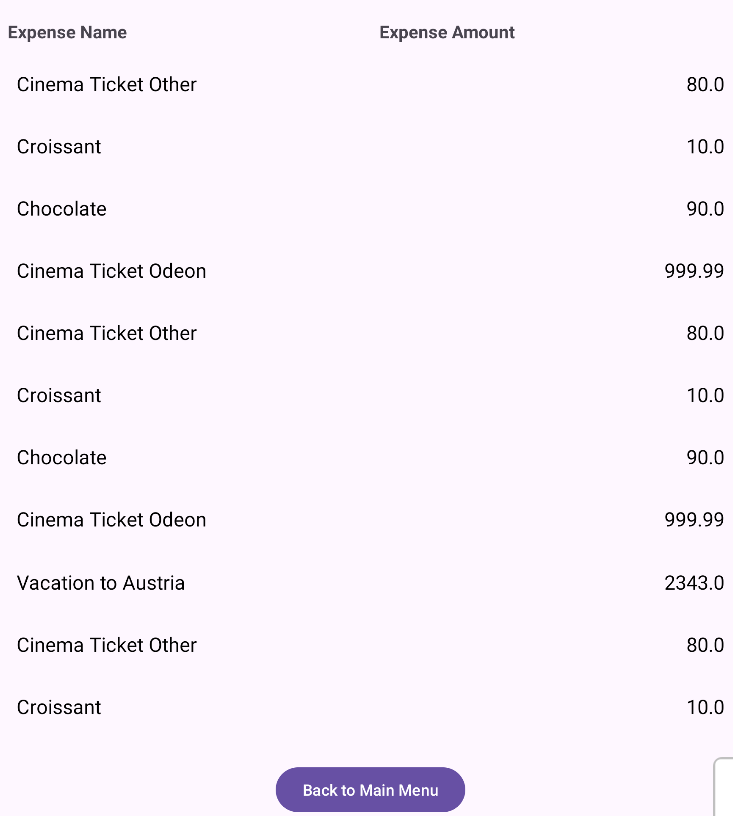 Expense Name Expense Amount
Cinema Ticket Other 80.0
Croissant 10.0
Chocolate 90.0
Cinema Ticket Odeon 999.99
Cinema Ticket Other 80.0
Croissant 10.0
Chocolate 90.0
Cinema Ticket Odeon 999.99
Vacation to Austria 2343.0
Cinema Ticket Other 80.0
Croissant 10.0
Back to Main Menu